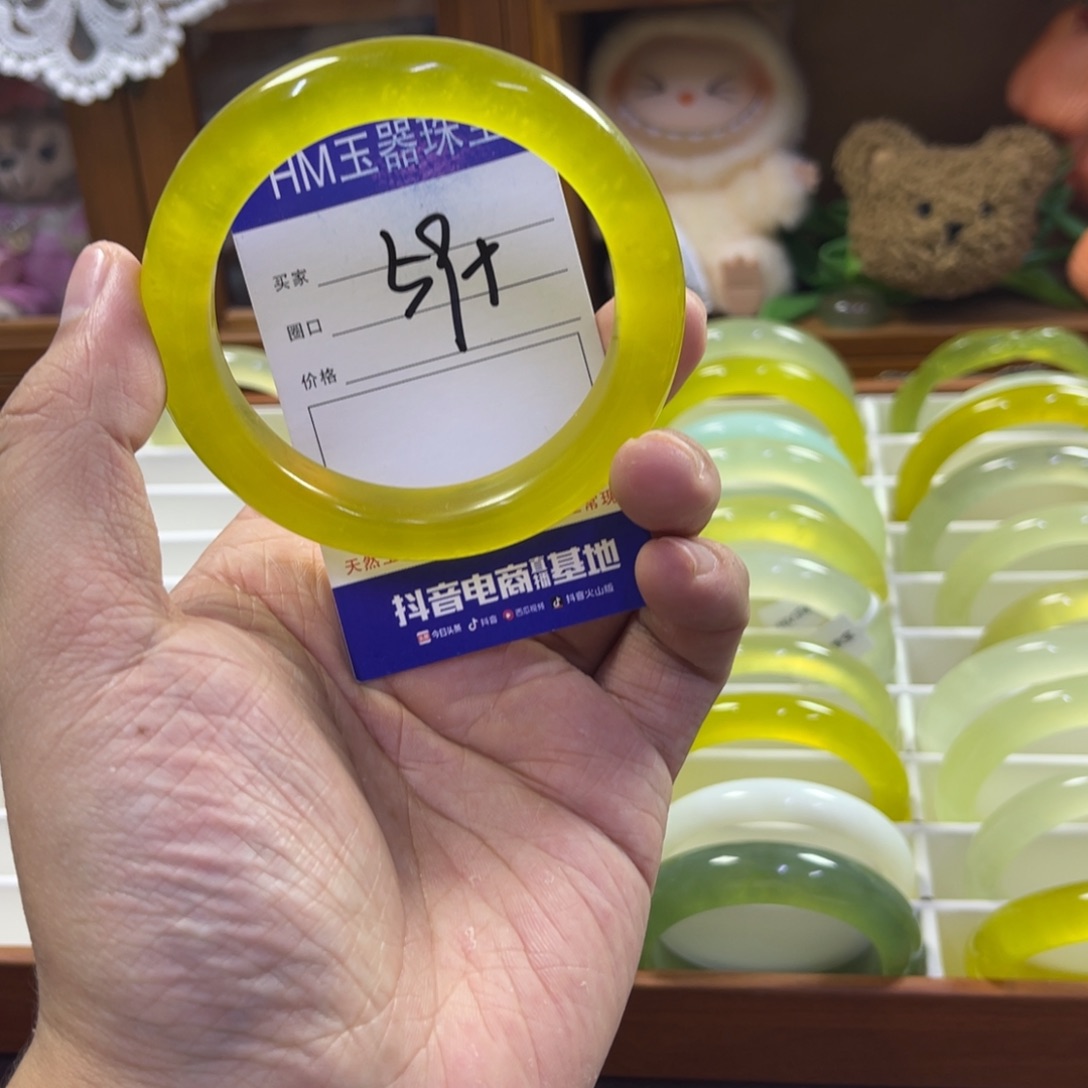 HM玉器珠宝
59+
买家
圈口
价格
天然
抖音电商直播基地
今日头条 抖音 西瓜视频 抖音火山版